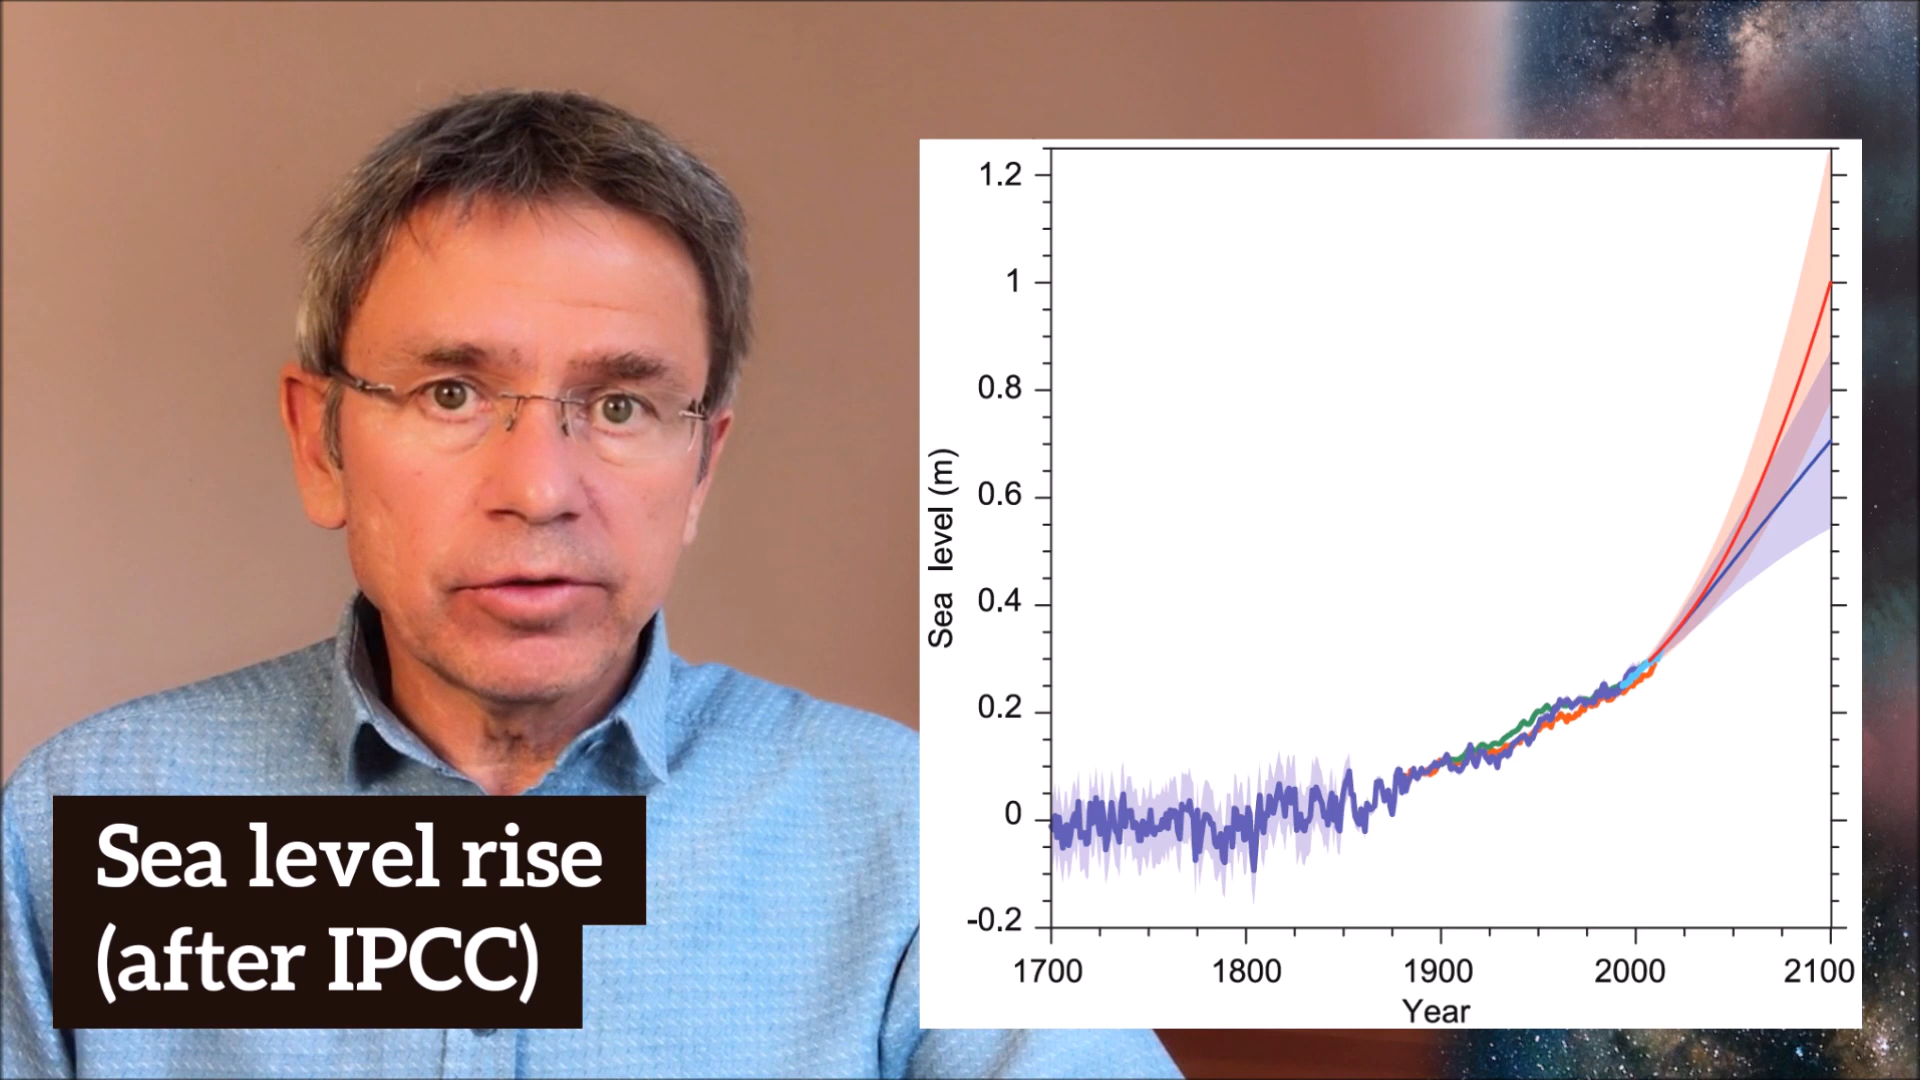 Sea level rise
(after IPCC)
1.2
1
0.8
0.6
0.4
0.2
0
-0.2
Sea level (m)
1700 1800 1900 2000 2100
Year